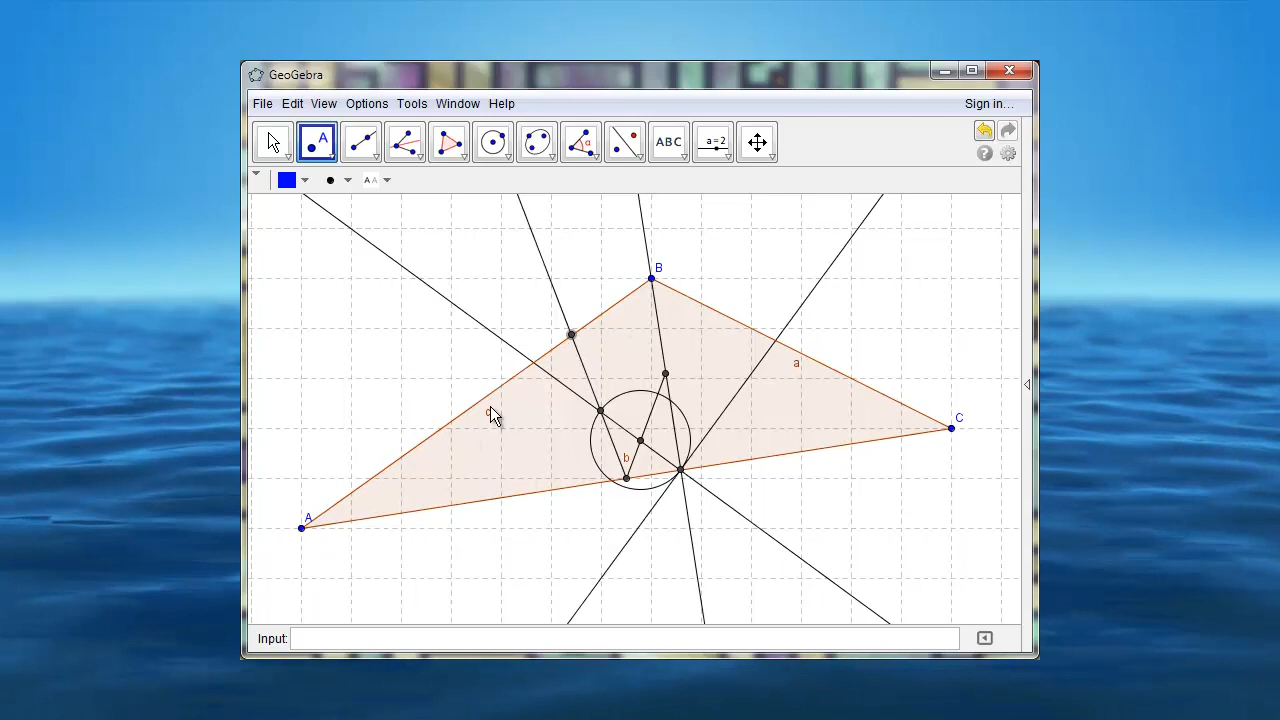 GeoGebra
File Edit View Options Tools Window Help Sign in...
A α ABC a=2
A A
B
a
c
C
b
A
Input: